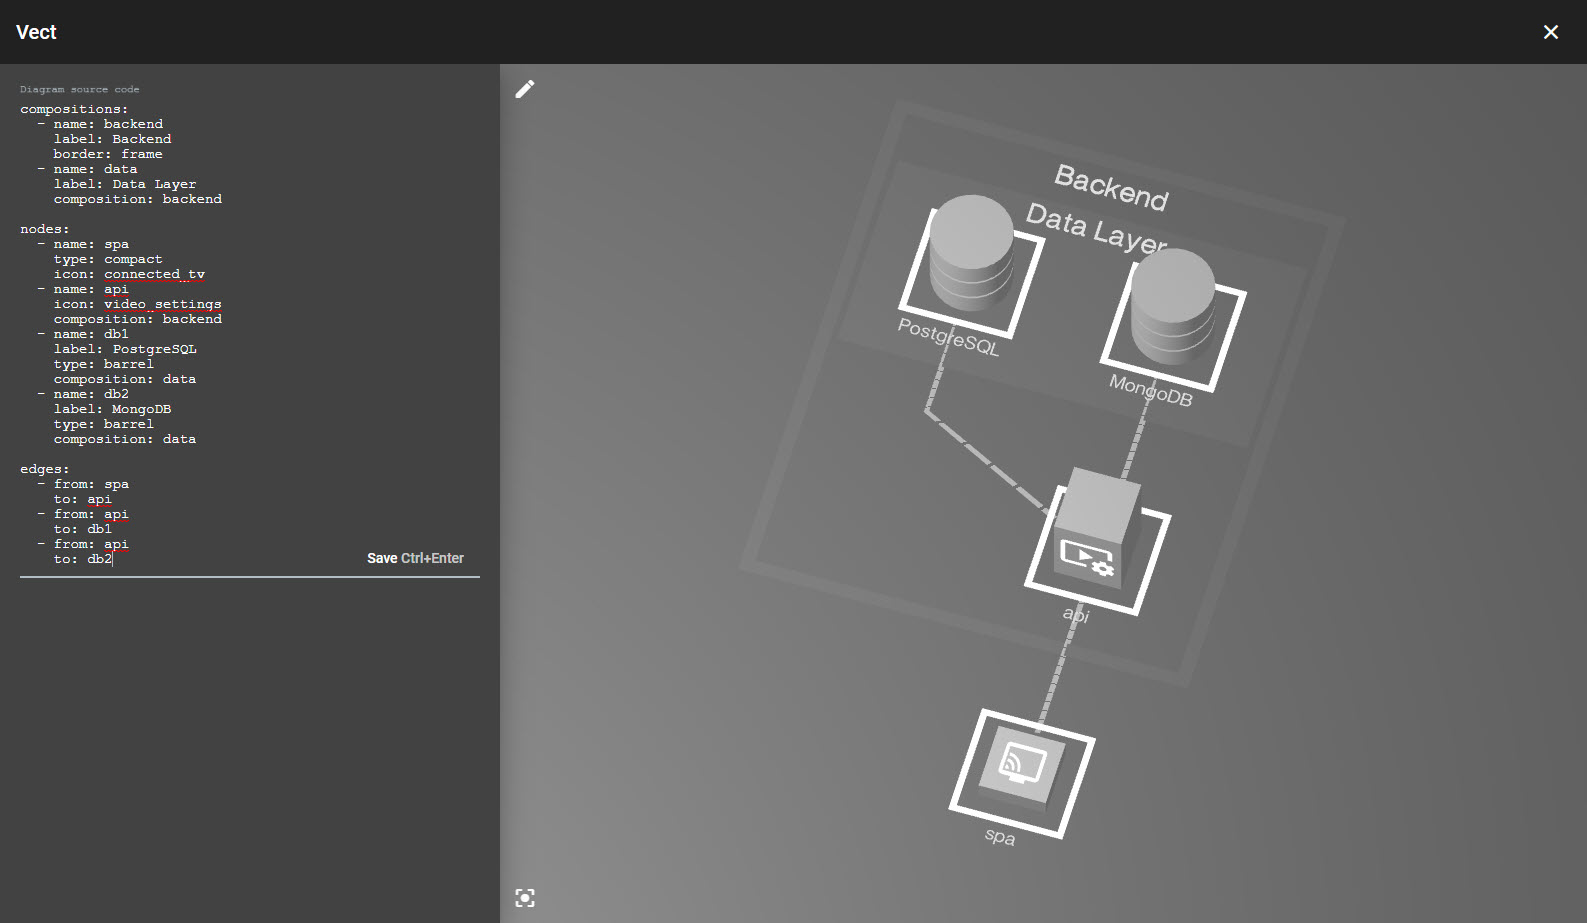 Vect
Diagram source code
compositions:
- name: backend
label: Backend
border: frame
- name: data
label: Data Layer
composition: backend
nodes:
- name: spa
type: compact
icon: connected_tv
- name: api
icon: video_settings
composition: backend
- name: db1
label: PostgreSQL
type: barrel
composition: data
- name: db2
label: MongoDB
type: barrel
composition: data
edges:
- from: spa
to: api
- from: api
to: db1
- from: api
to: db2
Save Ctrl+Enter
Backend
Data Layer
PostgreSQL
MongoDB
api
spa